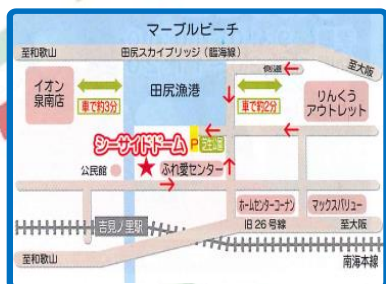 マーブルビーチ
至和歌山
田尻スカイブリッジ（臨海線）
至大阪
側道
イオン
泉南店
車で約3分
田尻漁港
車で約2分
りんくう
アウトレット
シーサイドドーム
P
公民館
ふれ愛センター
ホームセンターコーナン
マックスバリュー
吉見ノ里駅
旧26号線
至大阪
至和歌山
南海本線